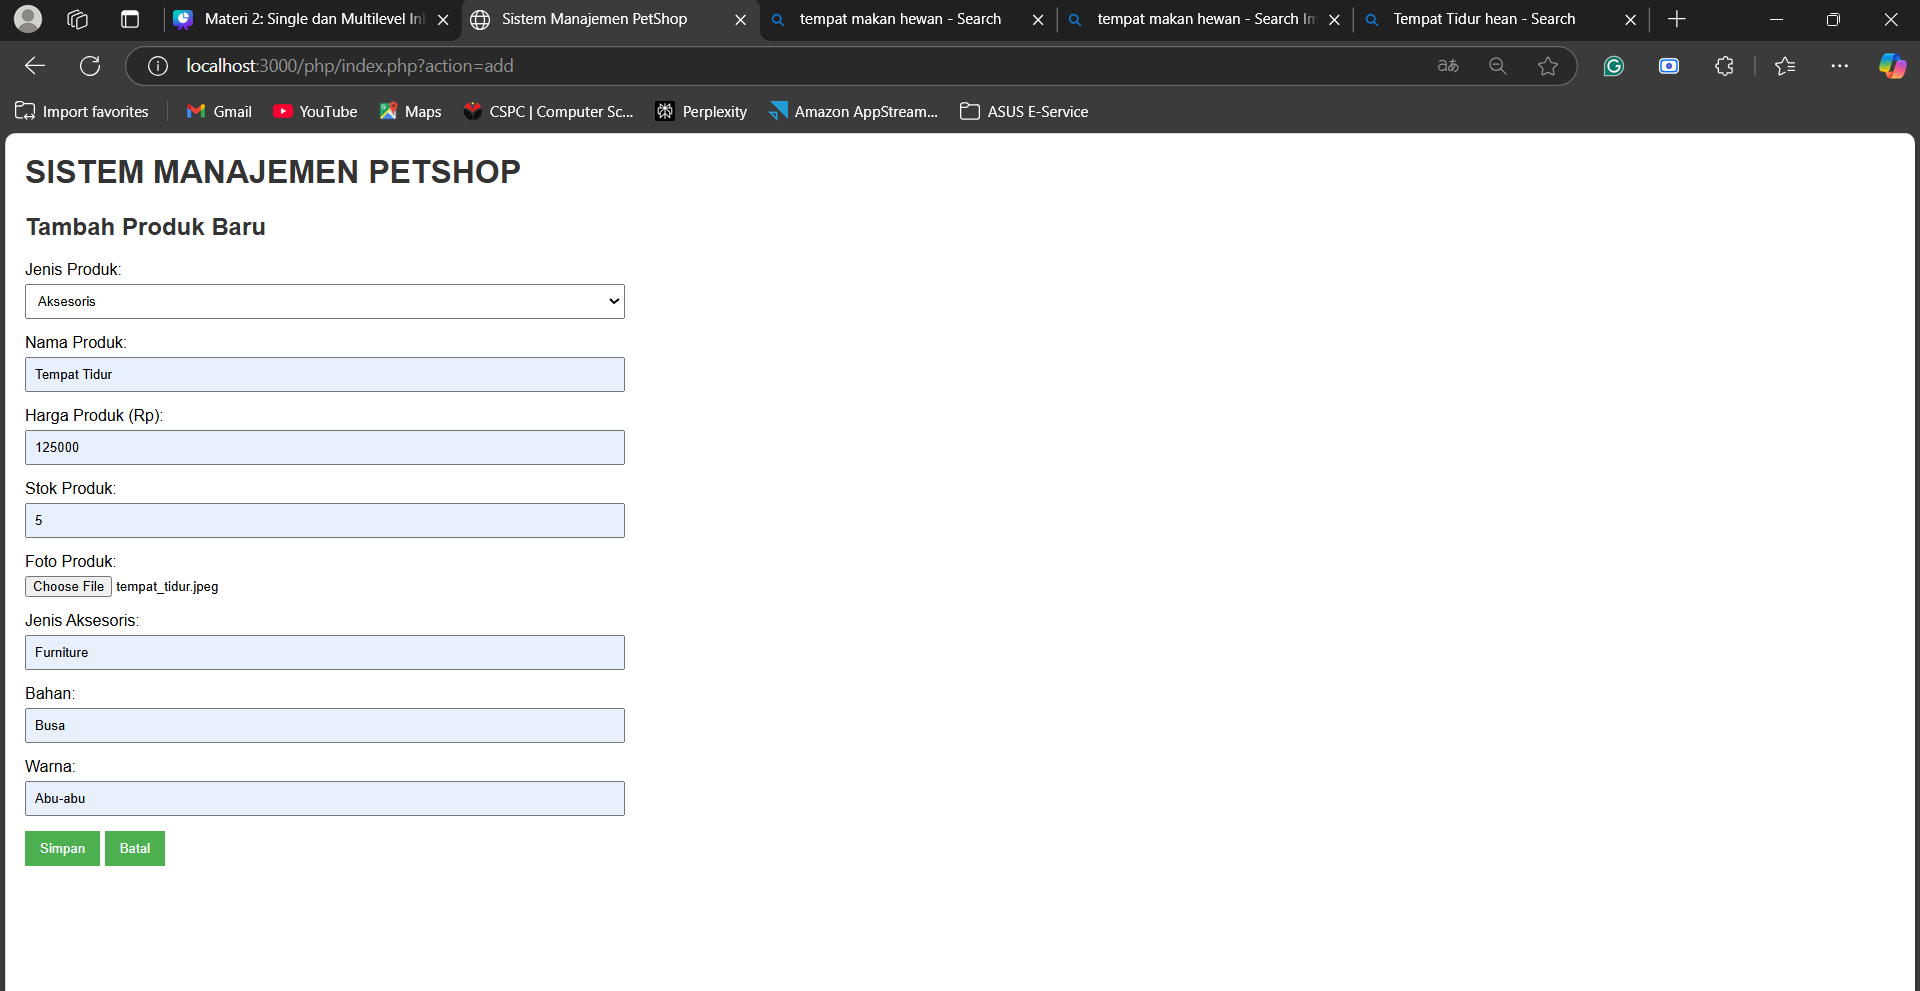 Materi 2: Single dan Multilevel Inl
Sistem Manajemen PetShop
tempat makan hewan - Search
tempat makan hewan - Search Im
Tempat Tidur hean - Search
localhost:3000/php/index.php?action=add
Import favorites
Gmail
YouTube
Maps
CSPC | Computer Sc...
Perplexity
Amazon AppStream...
ASUS E-Service
SISTEM MANAJEMEN PETSHOP
Tambah Produk Baru
Jenis Produk:
Aksesoris
Nama Produk:
Tempat Tidur
Harga Produk (Rp):
125000
Stok Produk:
5
Foto Produk:
Choose File tempat_tidur.jpeg
Jenis Aksesoris:
Furniture
Bahan:
Busa
Warna:
Abu-abu
Simpan
Batal